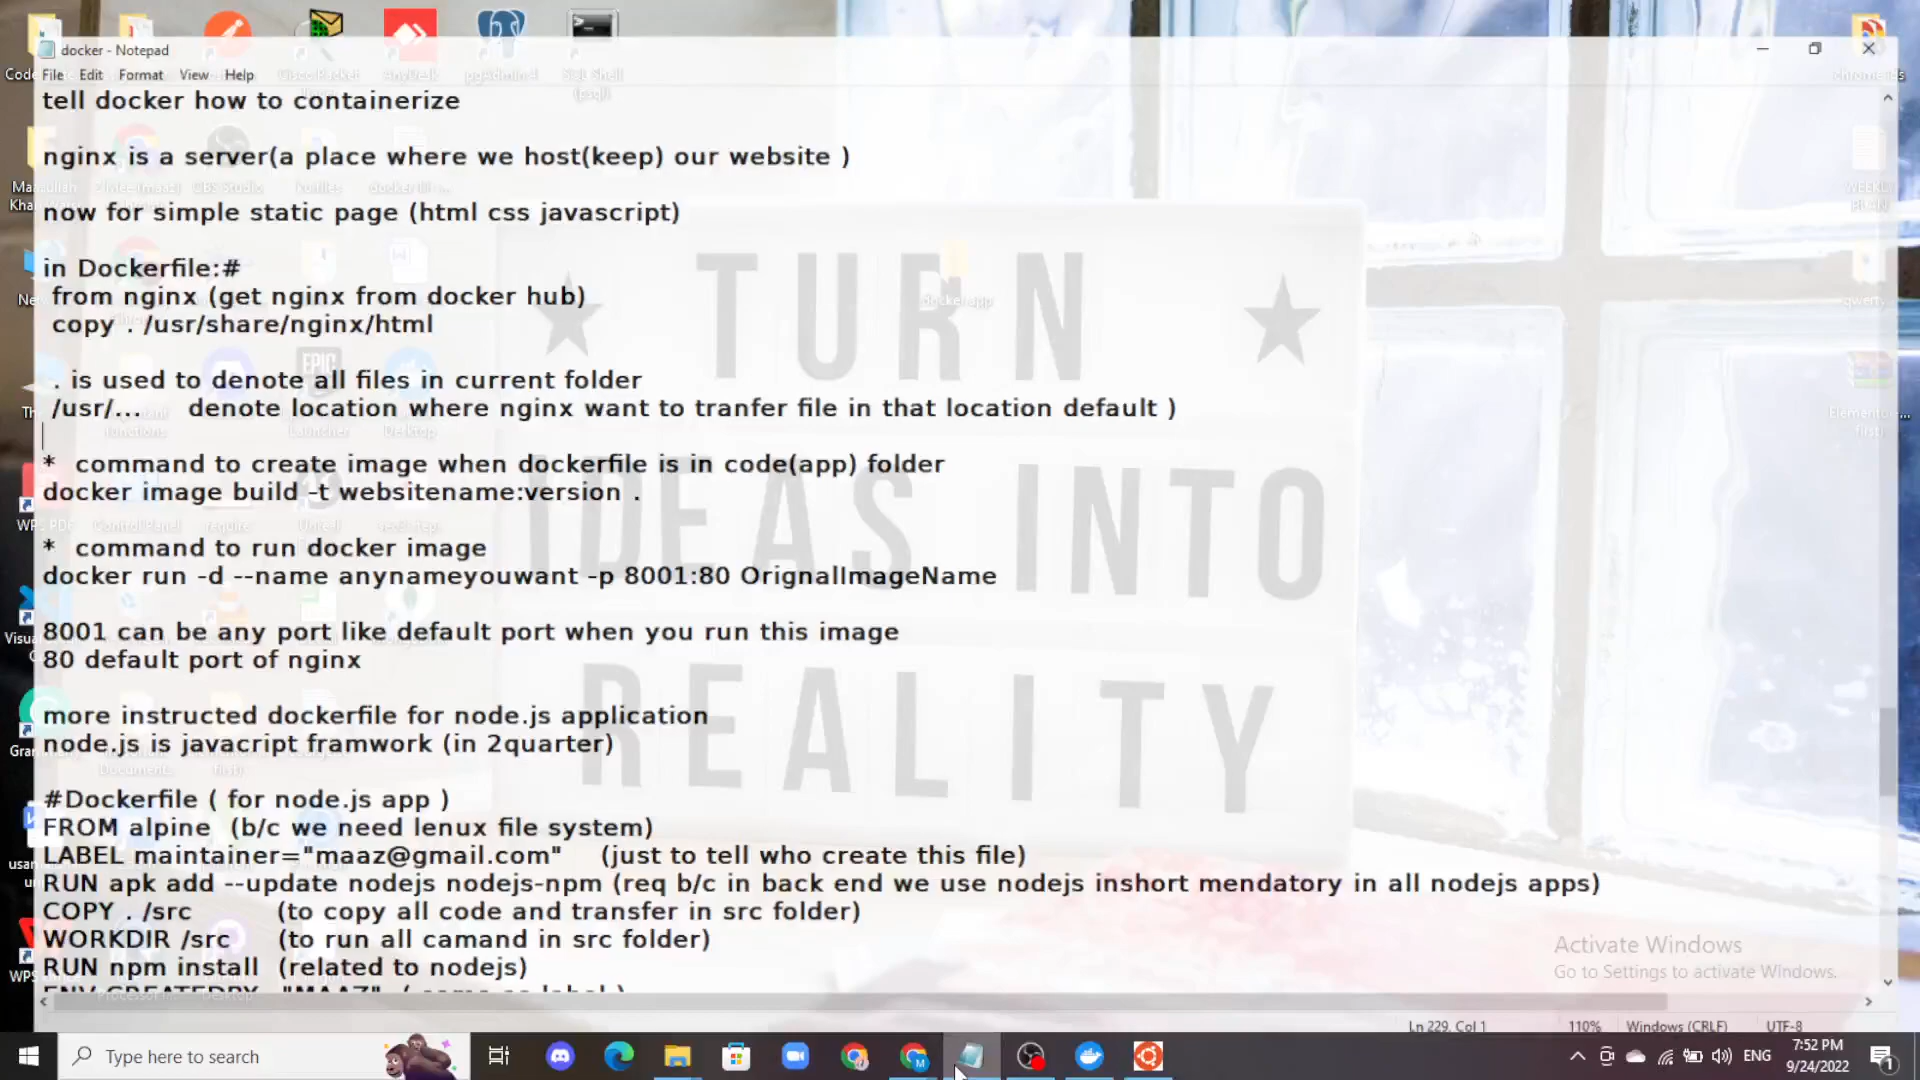 docker - Notepad
File Edit Format View Help
tell docker how to containerize
nginx is a server(a place where we host(keep) our website )
now for simple static page (html css javascript)
in Dockerfile:#
from nginx (get nginx from docker hub)
copy . /usr/share/nginx/html
. is used to denote all files in current folder
/usr/... denote location where nginx want to tranfer file in that location default )
* command to create image when dockerfile is in code(app) folder
docker image build -t websitename:version .
* command to run docker image
docker run -d --name anynameyouwant -p 8001:80 OrignalImageName
8001 can be any port like default port when you run this image
80 default port of nginx
more instructed dockerfile for node.js application
node.js is javacript framwork (in 2quarter)
#Dockerfile ( for node.js app )
FROM alpine (b/c we need lenux file system)
LABEL maintainer="maaz@gmail.com" (just to tell who create this file)
RUN apk add --update nodejs nodejs-npm (req b/c in back end we use nodejs inshort mendatory in all nodejs apps)
COPY . /src (to copy all code and transfer in src folder)
WORKDIR /src (to run all camand in src folder)
RUN npm install (related to nodejs)
TURN
IDEAS INTO
REALITY
docker app
Activate Windows
Go to Settings to activate Windows.
Ln 229, Col 1 110% Windows (CRLF) UTF-8
Type here to search
ENG
7:52 PM
9/24/2022
1